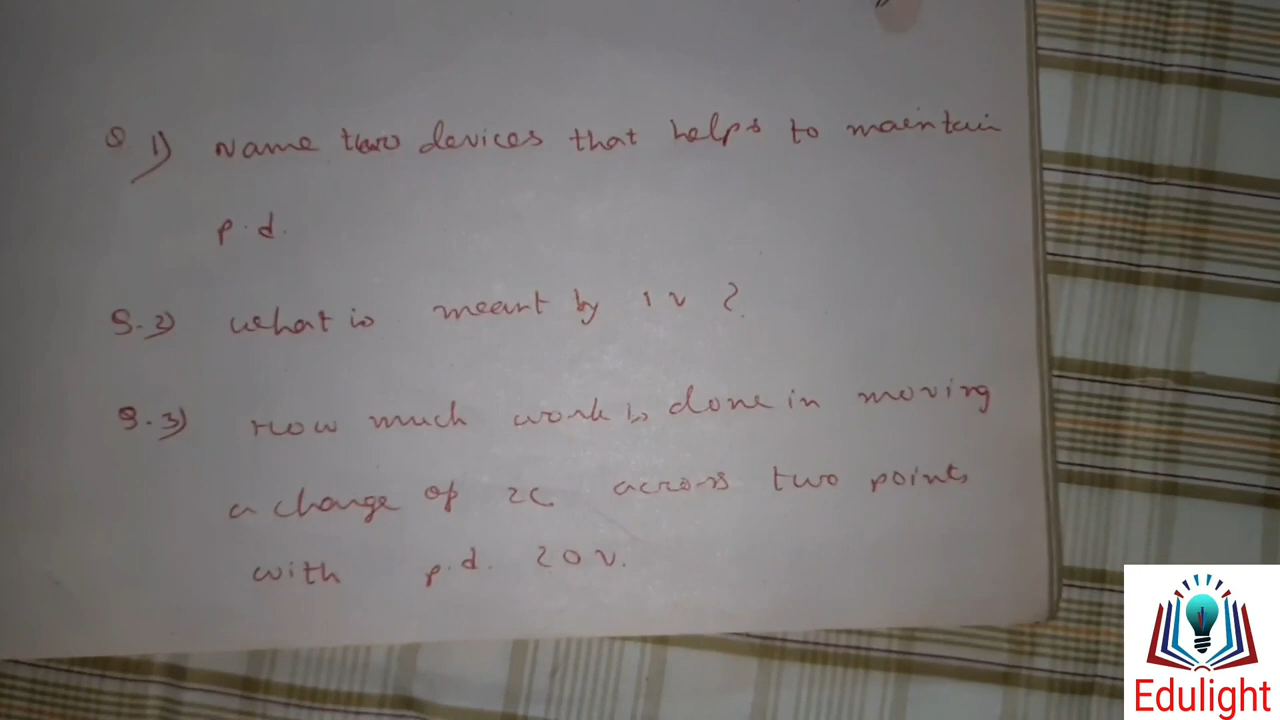 Q 1) Name two devices that helps to maintain
p.d.
Q.2) What is meant by 1 V ?
Q.3) How much work is done in moving
a charge of 2C across two points
with p.d. 20 V.
Edulight